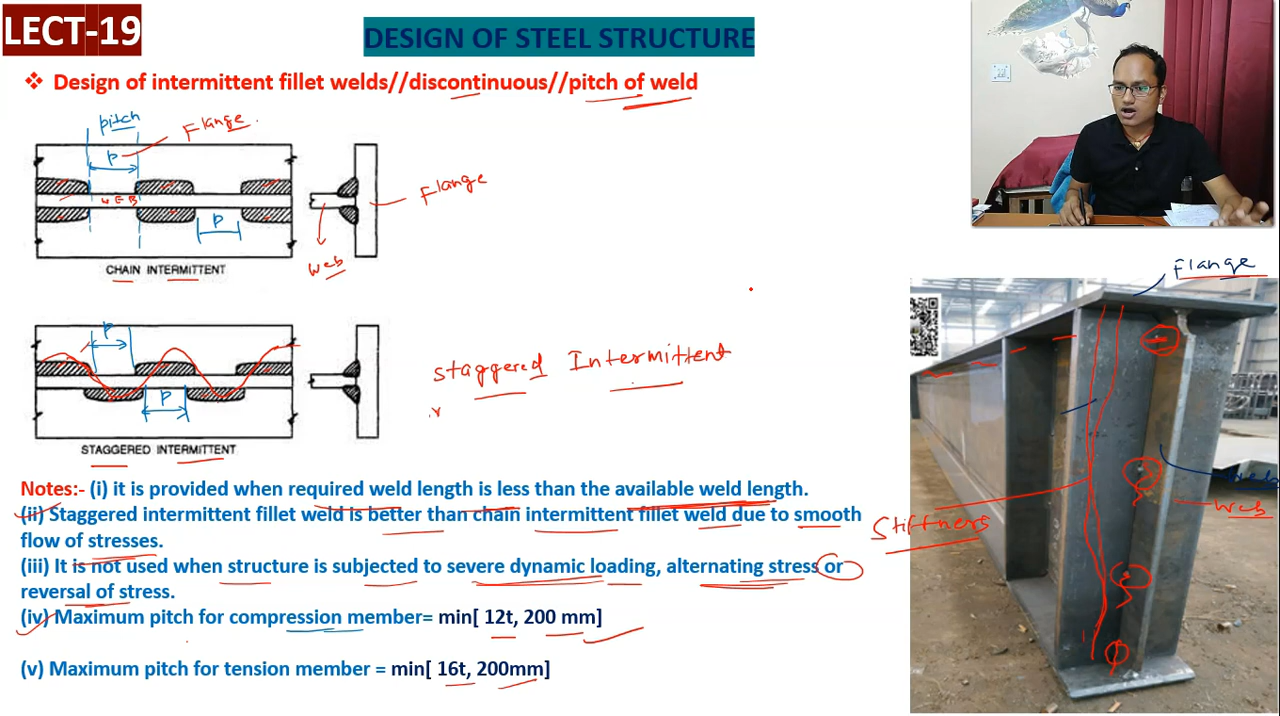 LECT-19
DESIGN OF STEEL STRUCTURE
❖ Design of intermittent fillet welds//discontinuous//pitch of weld
pitch
P
Flange
P
Flange
Web
CHAIN INTERMITTENT
P
P
STAGGERED INTERMITTENT
staggered Intermittent
Flange
Web
Stiffners
Notes:- (i) it is provided when required weld length is less than the available weld length.
(ii) Staggered intermittent fillet weld is better than chain intermittent fillet weld due to smooth
flow of stresses.
(iii) It is not used when structure is subjected to severe dynamic loading, alternating stress or
reversal of stress.
(iv) Maximum pitch for compression member= min[ 12t, 200 mm]
(v) Maximum pitch for tension member = min[ 16t, 200mm]